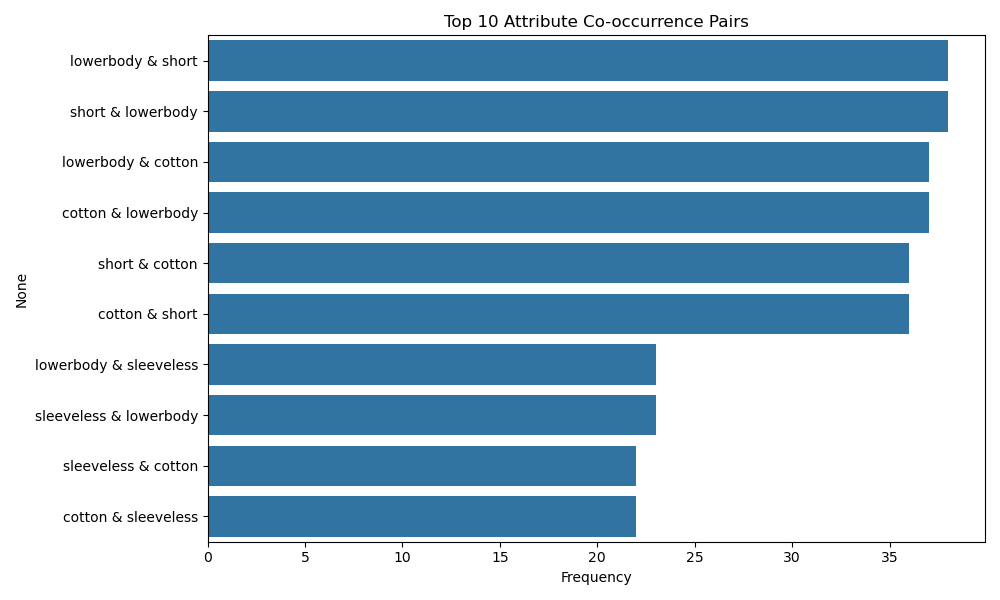 Top 10 Attribute Co-occurrence Pairs
None
lowerbody & short
short & lowerbody
lowerbody & cotton
cotton & lowerbody
short & cotton
cotton & short
lowerbody & sleeveless
sleeveless & lowerbody
sleeveless & cotton
cotton & sleeveless
0 5 10 15 20 25 30 35
Frequency